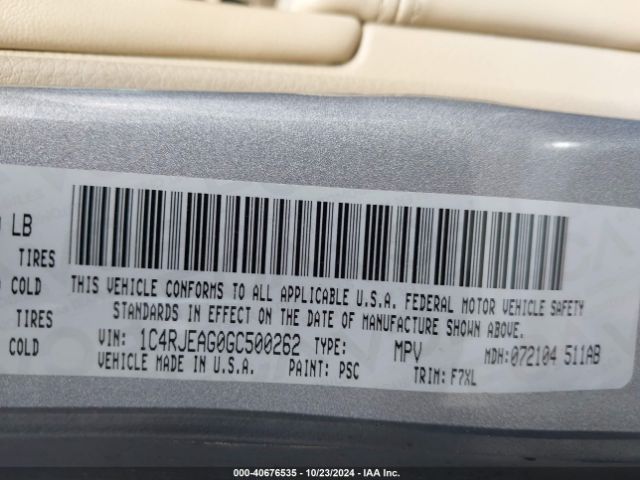 LB
TIRES
COLD
TIRES
COLD
THIS VEHICLE CONFORMS TO ALL APPLICABLE U.S.A. FEDERAL MOTOR VEHICLE SAFETY
STANDARDS IN EFFECT ON THE DATE OF MANUFACTURE SHOWN ABOVE.
VIN: 1C4RJEAG0GC500262 TYPE: MPV MDH:072104 511AB
VEHICLE MADE IN U.S.A. PAINT: PSC TRIM: F7XL
000-40676535 - 10/23/2024 - IAA Inc.